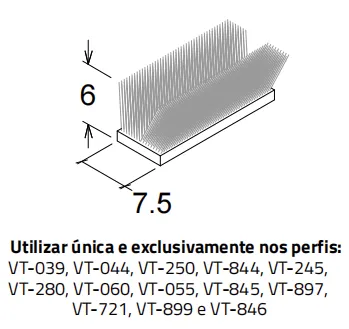 6
7.5
Utilizar única e exclusivamente nos perfis:
VT-039, VT-044, VT-250, VT-844, VT-245,
VT-280, VT-060, VT-055, VT-845, VT-897,
VT-721, VT-899 e VT-846